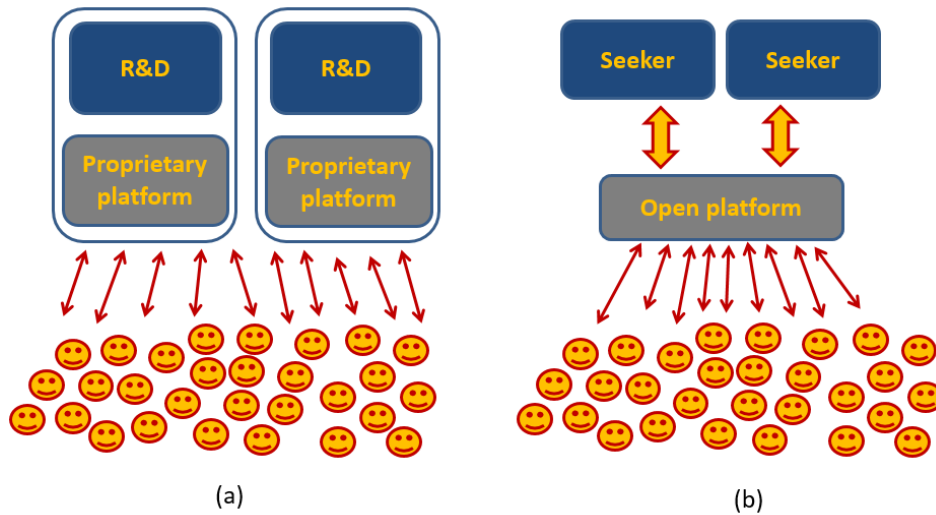 R&D
Proprietary
platform
R&D
Proprietary
platform
(a)
Seeker
Seeker
Open platform
(b)